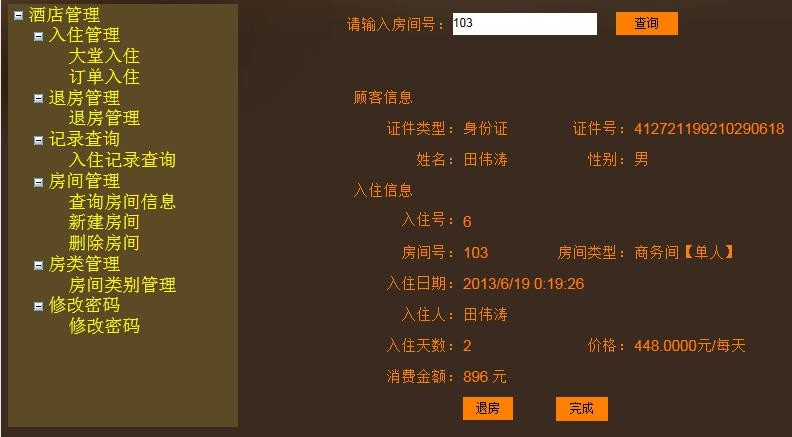 酒店管理
入住管理
大堂入住
订单入住
退房管理
退房管理
记录查询
入住记录查询
房间管理
查询房间信息
新建房间
删除房间
房类管理
房间类别管理
修改密码
修改密码
请输入房间号： 103 查询
顾客信息
证件类型： 身份证 证件号： 412721199210290618
姓名： 田伟涛 性别： 男
入住信息
入住号： 6
房间号： 103 房间类型： 商务间【单人】
入住日期： 2013/6/19 0:19:26
入住人： 田伟涛
入住天数： 2 价格： 448.0000元/每天
消费金额： 896 元
退房 完成